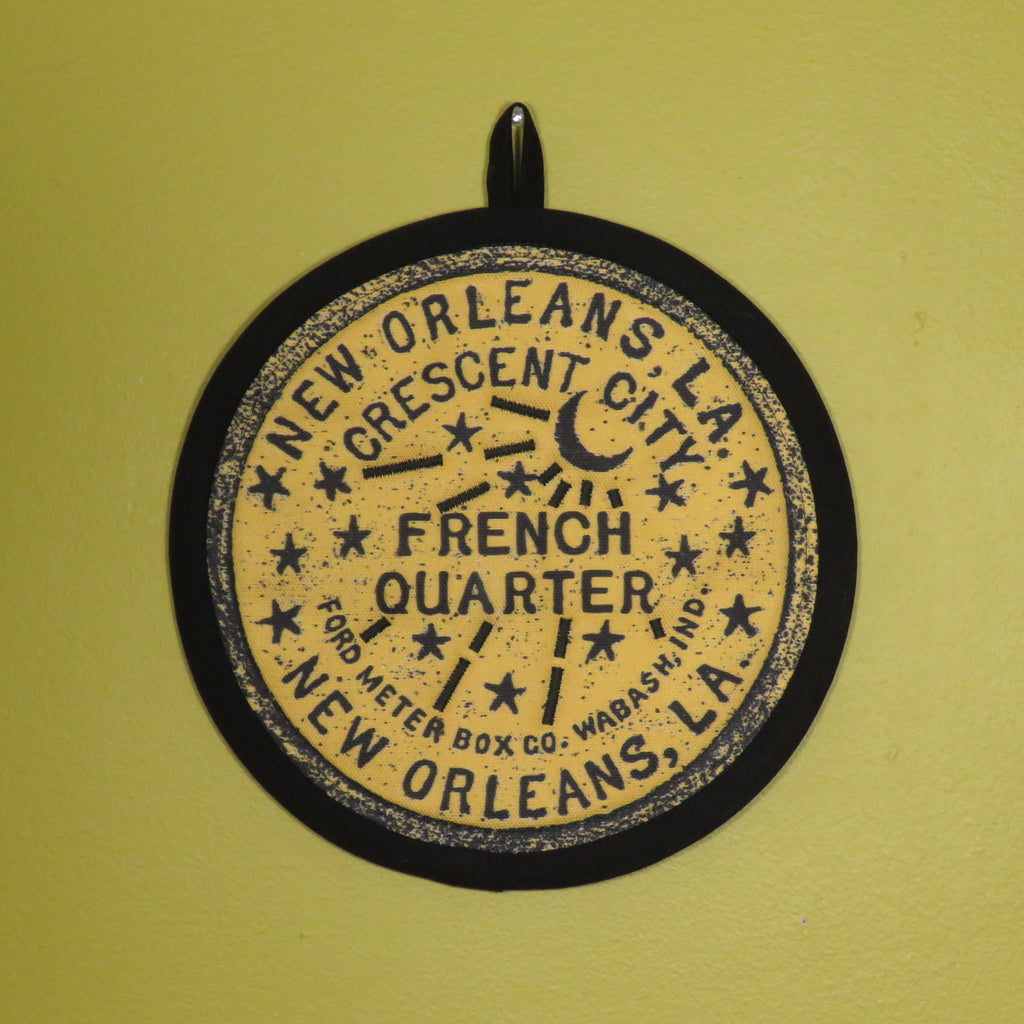 NEW ORLEANS, LA.
CRESCENT CITY
FRENCH
QUARTER
FORD METER BOX CO. WABASH, IND.
NEW ORLEANS, LA.